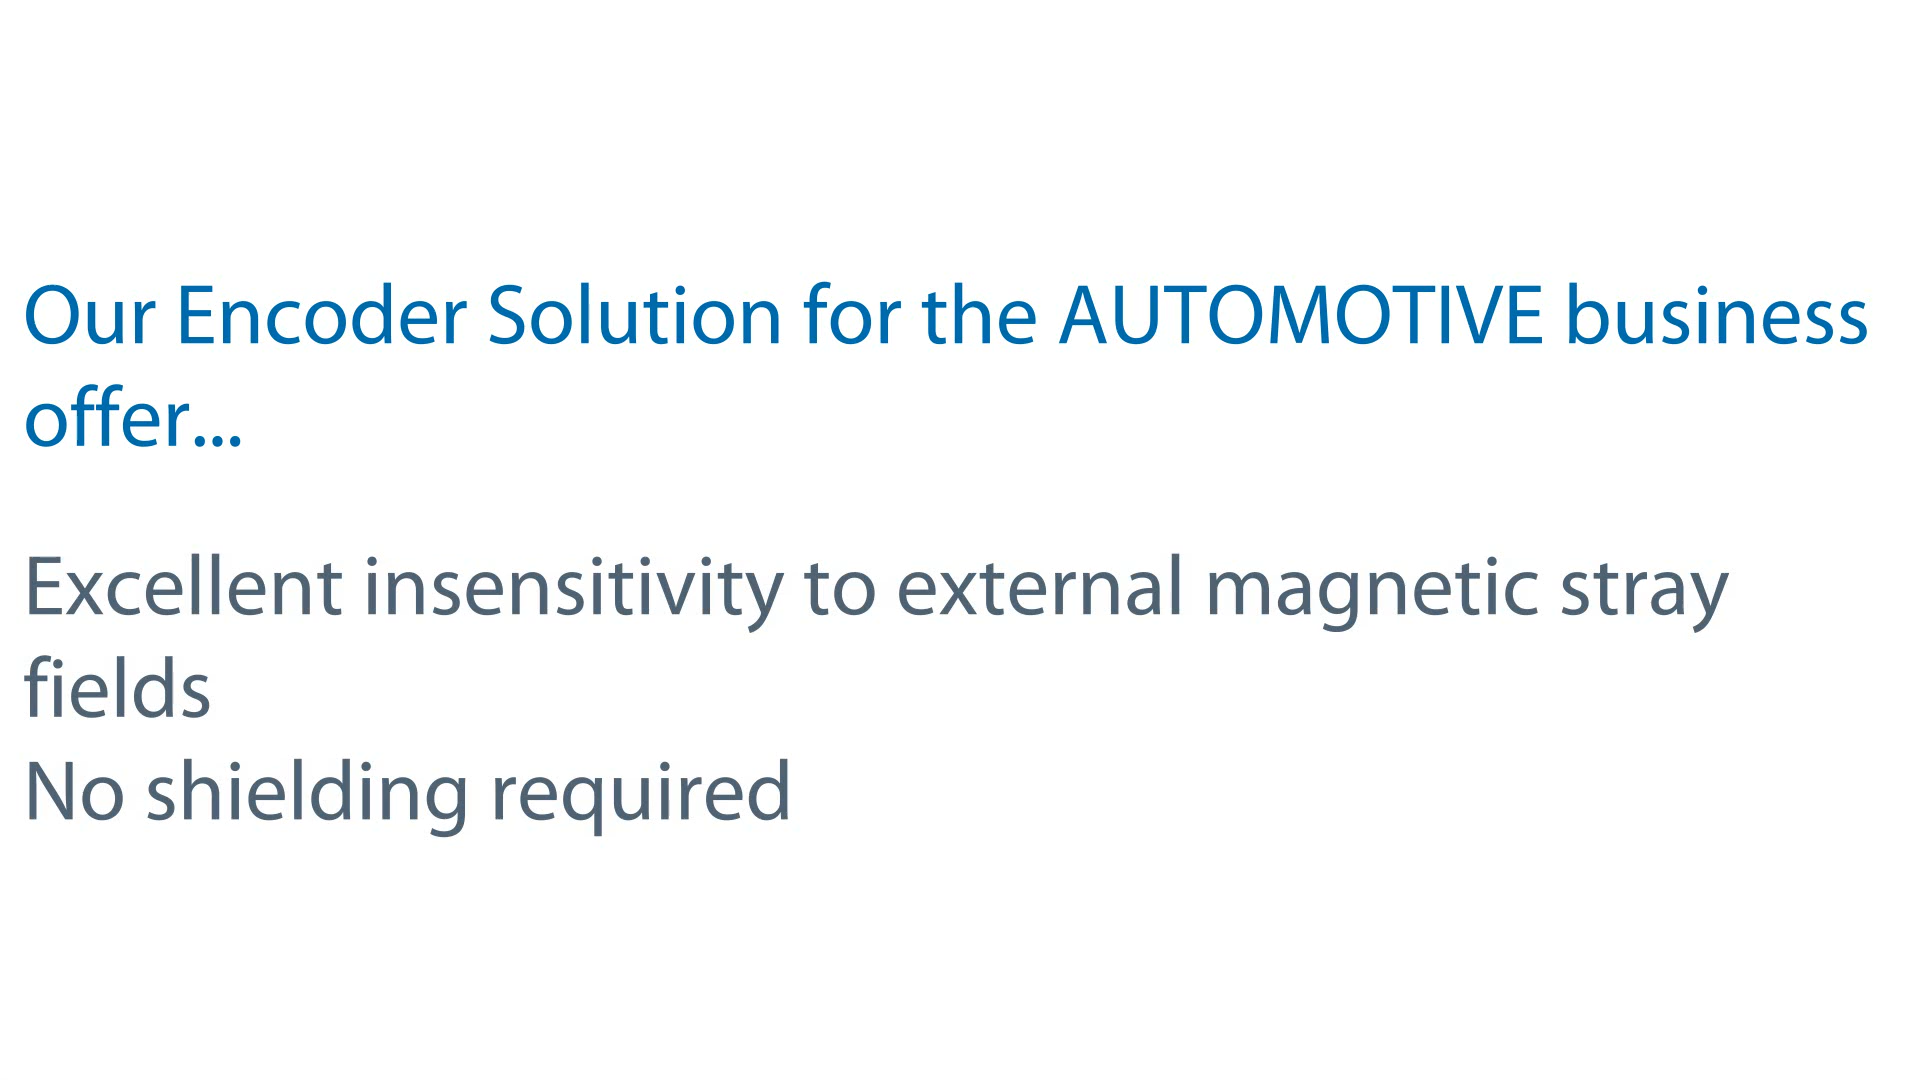 Our Encoder Solution for the AUTOMOTIVE business
offer...
Excellent insensitivity to external magnetic stray
fields
No shielding required